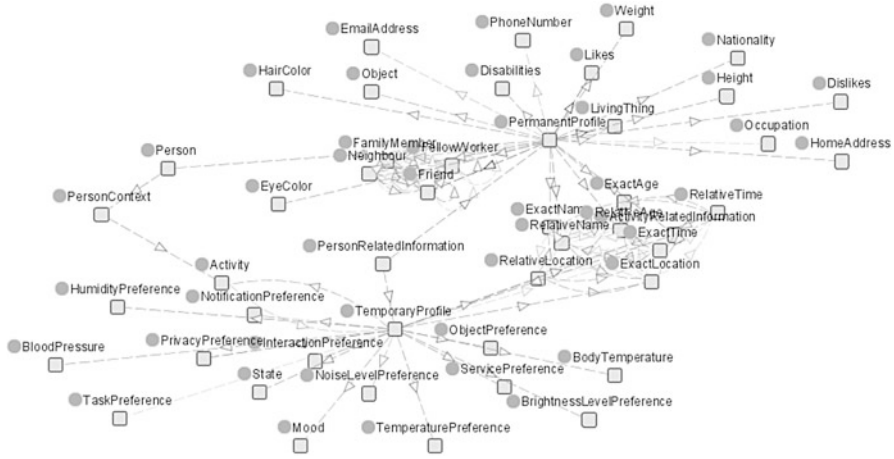 Weight
PhoneNumber
EmailAddress
Nationality
Likes
HairColor
Object
Disabilities
Height
Dislikes
LivingThing
PermanentProfile
Occupation
FamilyMember
HomeAddress
FellowWorker
Person
Neighbour
Friend
EyeColor
ExactAge
PersonContext
RelativeTime
ExactName
RelativeAge
ActivityRelatedInformation
RelativeName
ExactTime
PersonRelatedInformation
RelativeLocation
Activity
ExactLocation
HumidityPreference
NotificationPreference
TemporaryProfile
ObjectPreference
PrivacyPreference
InteractionPreference
BloodPressure
BodyTemperature
State
NoiseLevelPreference
ServicePreference
TaskPreference
BrightnessLevelPreference
Mood
TemperaturePreference